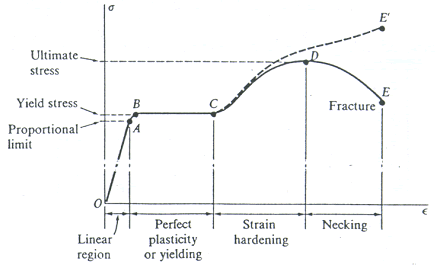 σ
E'
Ultimate
stress
D
Yield stress
B
C
E
Fracture
Proportional
limit
A
O
ϵ
Perfect
plasticity
or yielding
Strain
hardening
Necking
Linear
region